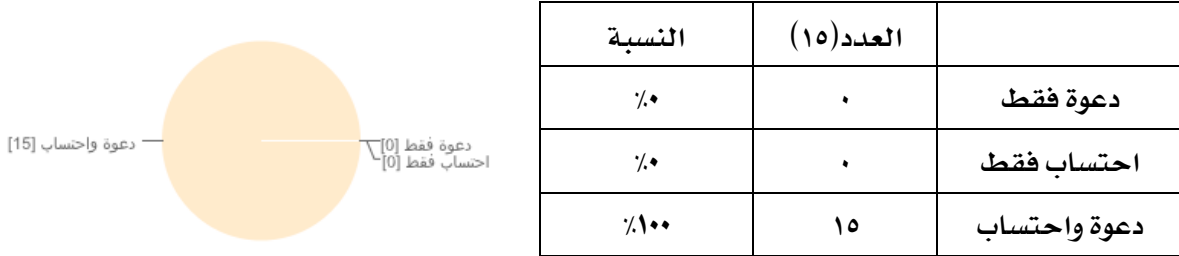 العدد(١٥) النسبة
دعوة فقط ٠ ٠٪
احتساب فقط ٠ ٠٪
دعوة واحتساب ١٥ ١٠٠٪
دعوة فقط [0]
احتساب فقط [0]
دعوة واحتساب [15]